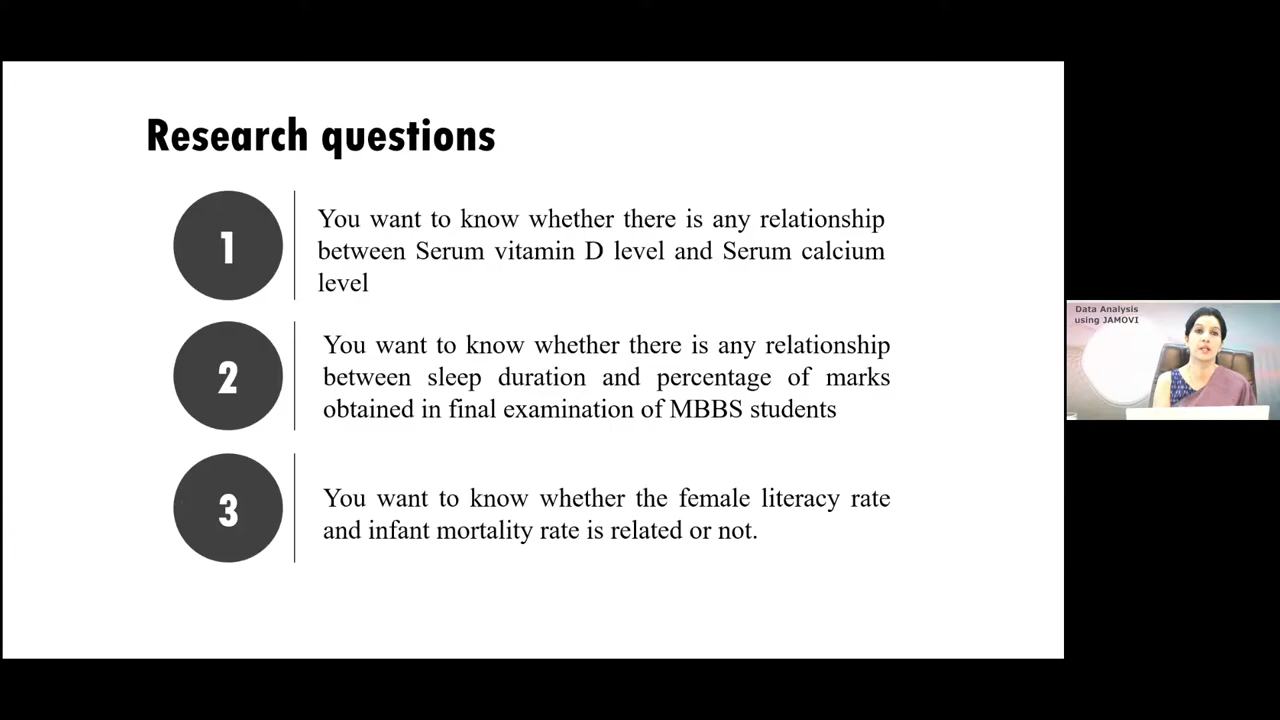 Research questions
1
You want to know whether there is any relationship
between Serum vitamin D level and Serum calcium
level
2
You want to know whether there is any relationship
between sleep duration and percentage of marks
obtained in final examination of MBBS students
3
You want to know whether the female literacy rate
and infant mortality rate is related or not.
Data Analysis
using JAMOVI